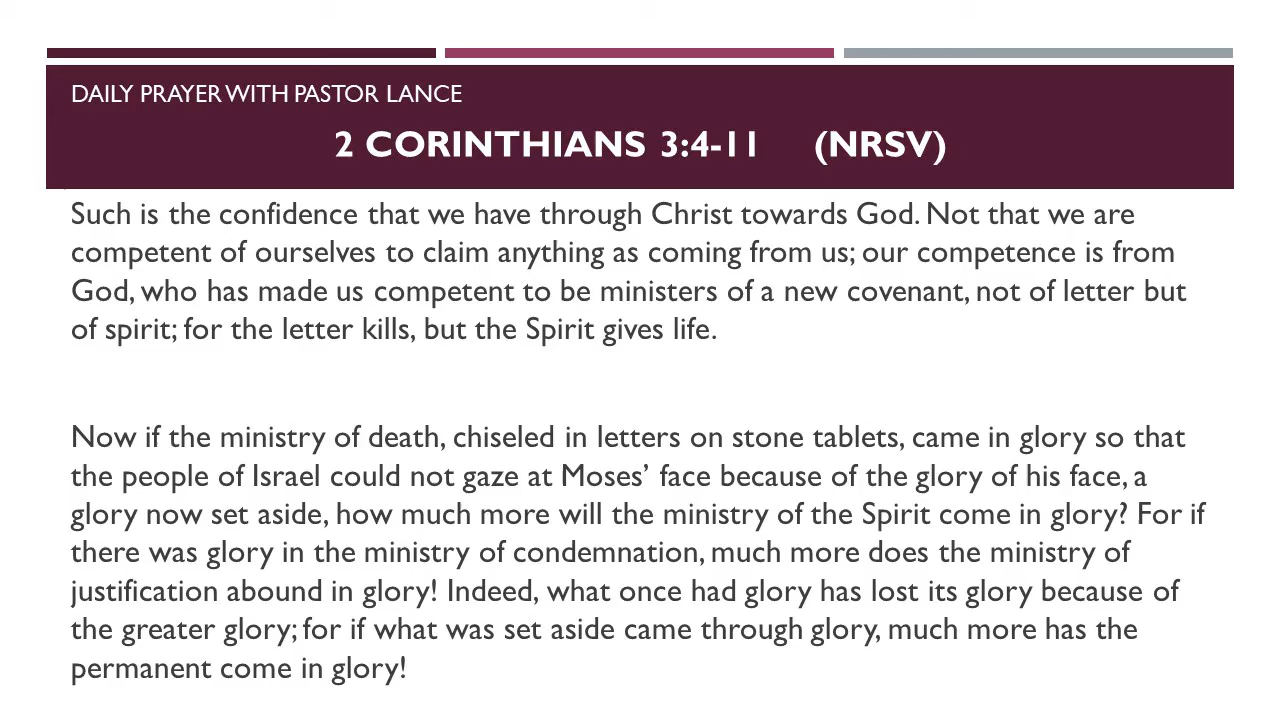 DAILY PRAYER WITH PASTOR LANCE
2 CORINTHIANS 3:4-11 (NRSV)
Such is the confidence that we have through Christ towards God. Not that we are
competent of ourselves to claim anything as coming from us; our competence is from
God, who has made us competent to be ministers of a new covenant, not of letter but
of spirit; for the letter kills, but the Spirit gives life.
Now if the ministry of death, chiseled in letters on stone tablets, came in glory so that
the people of Israel could not gaze at Moses’ face because of the glory of his face, a
glory now set aside, how much more will the ministry of the Spirit come in glory? For if
there was glory in the ministry of condemnation, much more does the ministry of
justification abound in glory! Indeed, what once had glory has lost its glory because of
the greater glory; for if what was set aside came through glory, much more has the
permanent come in glory!